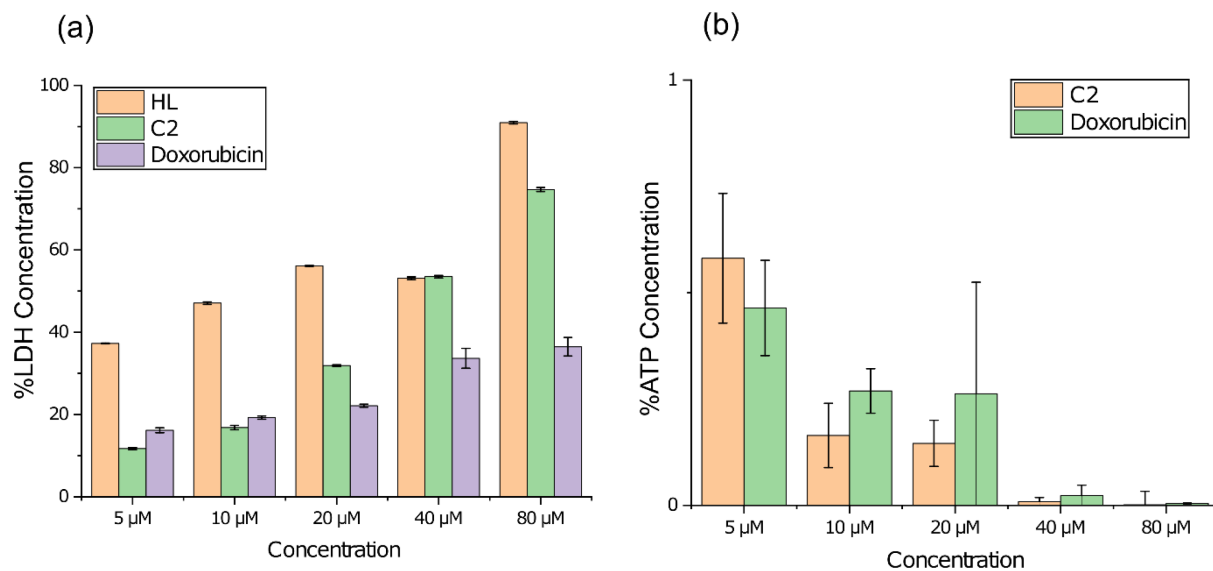 (a)
%LDH Concentration
100
80
60
40
20
0
HL
C2
Doxorubicin
5 µM
10 µM
20 µM
40 µM
80 µM
Concentration
(b)
%ATP Concentration
1
0
C2
Doxorubicin
5 µM
10 µM
20 µM
40 µM
80 µM
Concentration